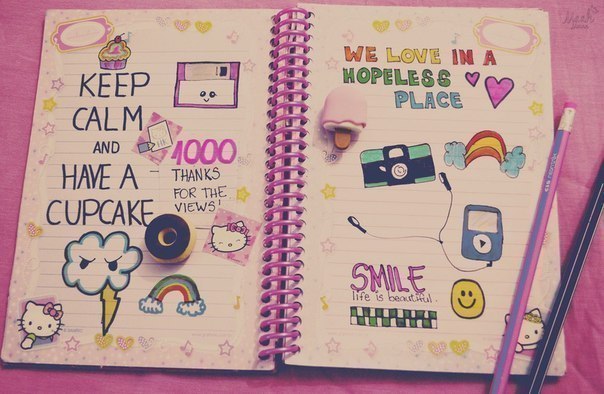 KEEP
CALM
AND
HAVE A
CUPCAKE
1000
THANKS
FOR THE
VIEWS!
WE LOVE IN A
HOPELESS
PLACE
SMILE
life is beautiful.